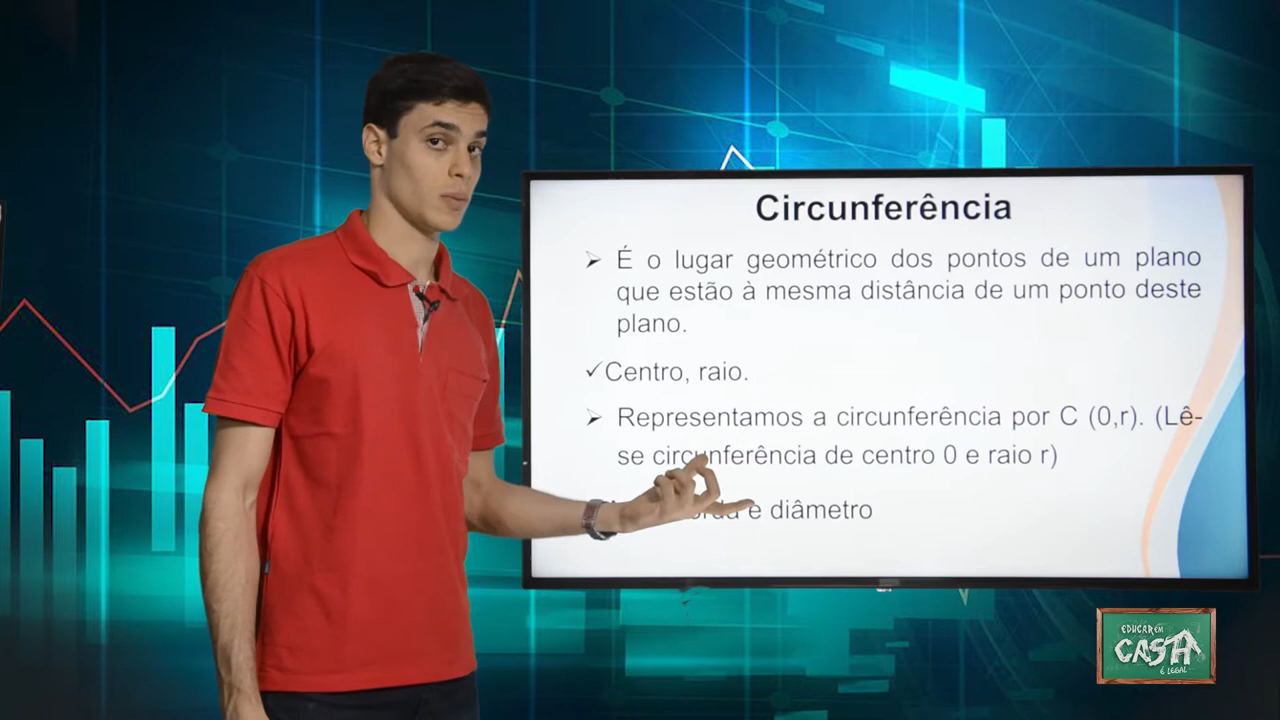 Circunferência
➢ É o lugar geométrico dos pontos de um plano
que estão à mesma distância de um ponto deste
plano.
✓Centro, raio.
➢ Representamos a circunferência por C (0,r). (Lê-
se circunferência de centro 0 e raio r)
e diâmetro
EDUCAR EM
CASA
É LEGAL